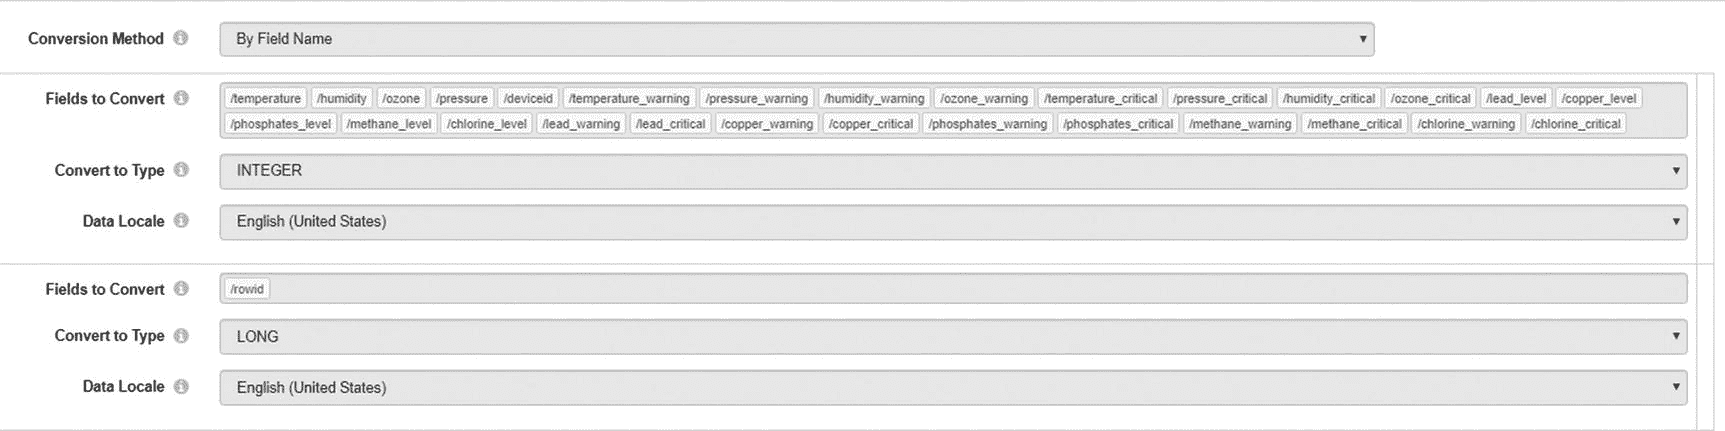 Conversion Method By Field Name
Fields to Convert /temperature /humidity /ozone /pressure /deviceid /temperature_warning /pressure_warning /humidity_warning /ozone_warning /temperature_critical /pressure_critical /humidity_critical /ozone_critical /lead_level /copper_level
/phosphates_level /methane_level /chlorine_level /lead_warning /lead_critical /copper_warning /copper_critical /phosphates_warning /phosphates_critical /methane_warning /methane_critical /chlorine_warning /chlorine_critical
Convert to Type INTEGER
Data Locale English (United States)
Fields to Convert /rowid
Convert to Type LONG
Data Locale English (United States)